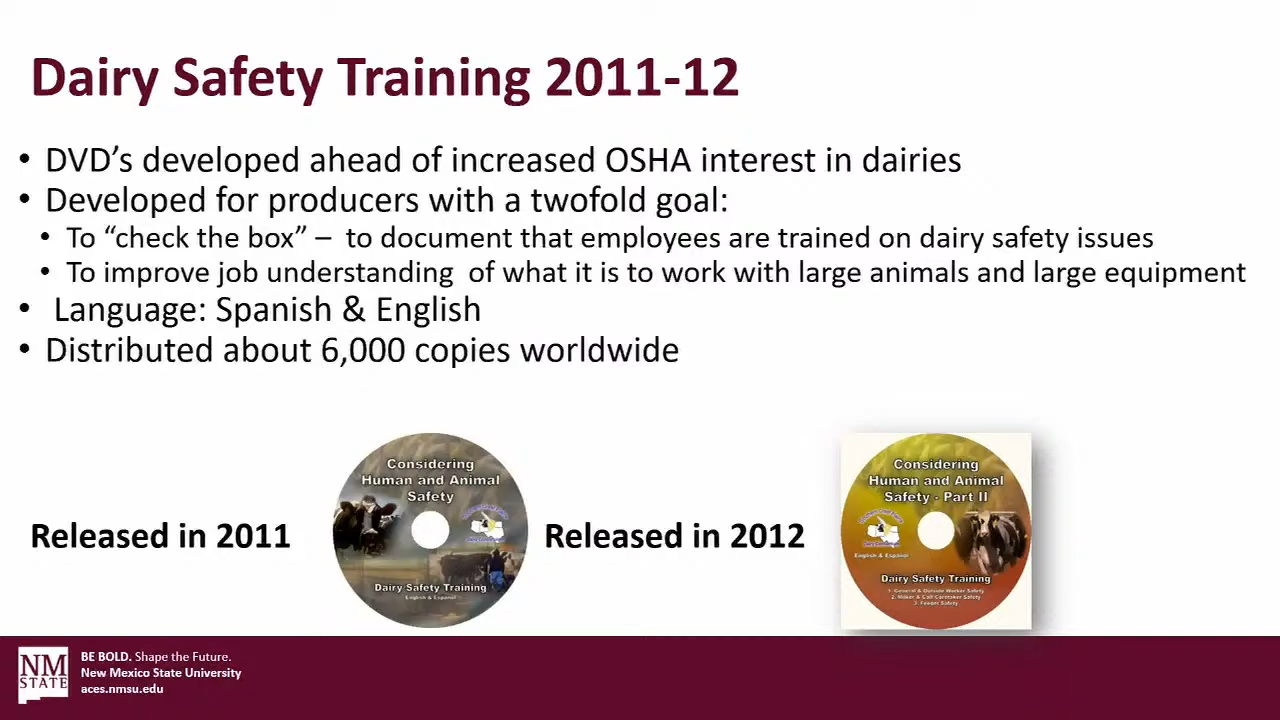 Dairy Safety Training 2011-12
• DVD’s developed ahead of increased OSHA interest in dairies
• Developed for producers with a twofold goal:
• To “check the box” – to document that employees are trained on dairy safety issues
• To improve job understanding of what it is to work with large animals and large equipment
• Language: Spanish & English
• Distributed about 6,000 copies worldwide
Released in 2011
Considering
Human and Animal
Safety
Dairy Safety Training
English & Español
Released in 2012
Considering
Human and Animal
Safety - Part II
English & Español
Dairy Safety Training
1. General & Outside Worker Safety
2. Milker & Calf Caretaker Safety
3. Feeder Safety
NM
STATE
BE BOLD. Shape the Future.
New Mexico State University
aces.nmsu.edu